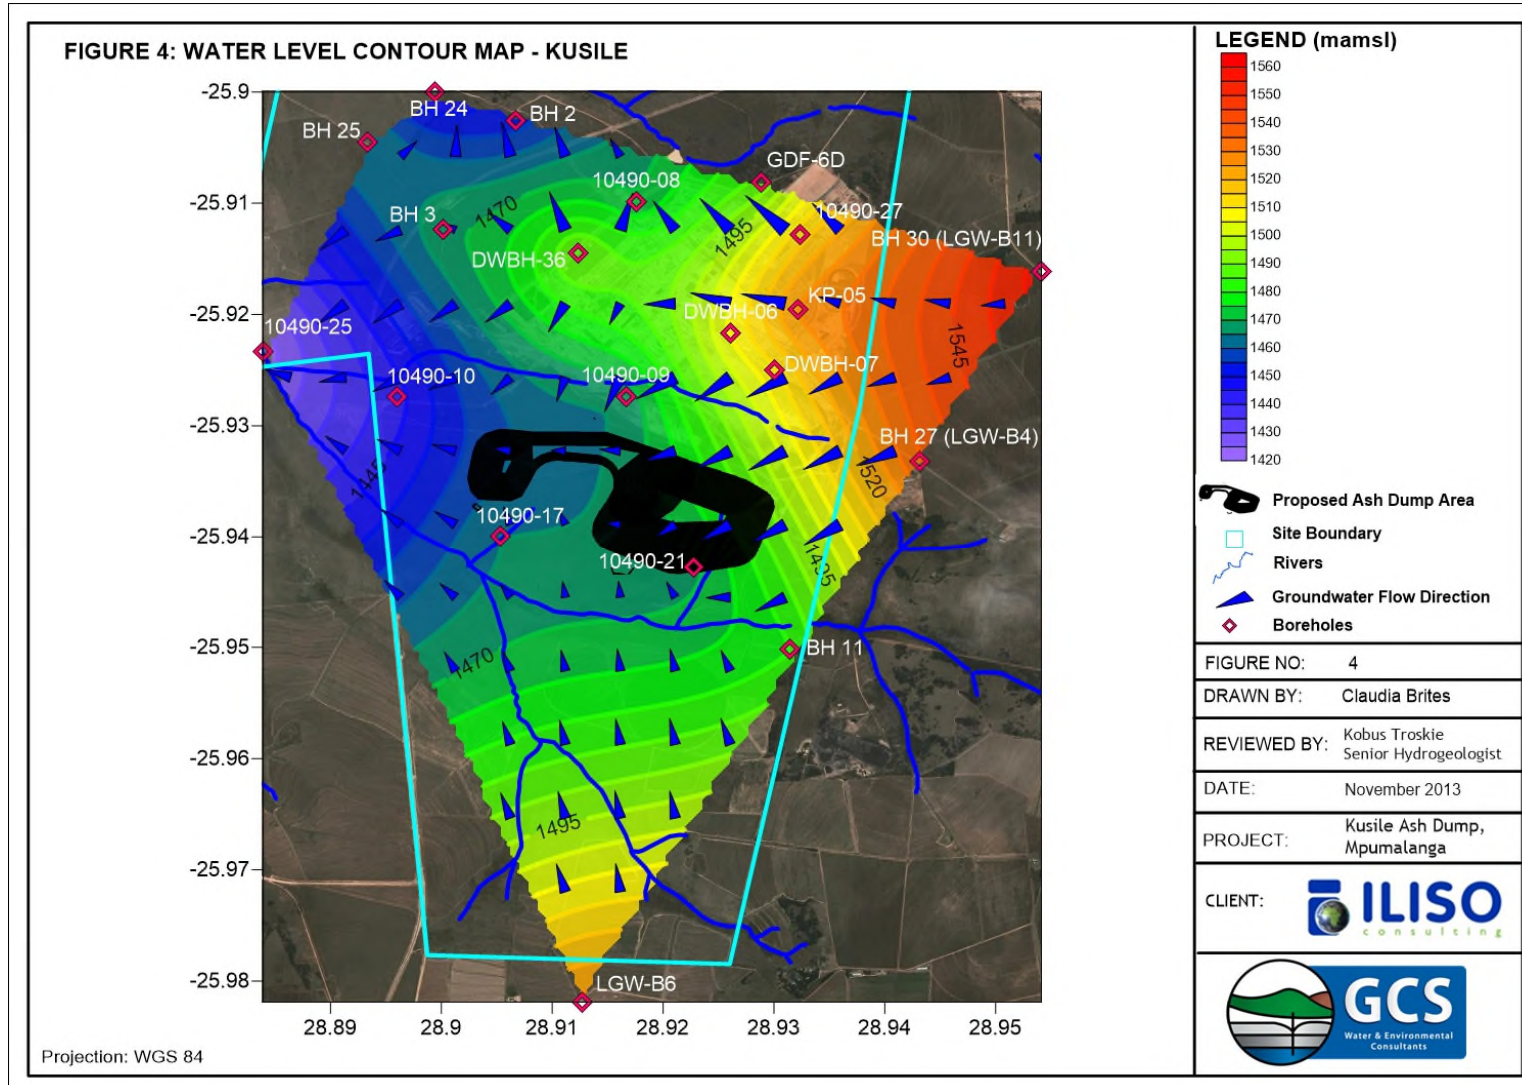 FIGURE 4: WATER LEVEL CONTOUR MAP - KUSILE
-25.9
-25.91
-25.92
-25.93
-25.94
-25.95
-25.96
-25.97
-25.98
28.89
28.9
28.91
28.92
28.93
28.94
28.95
BH 24
BH 2
BH 25
GDF-6D
10490-08
10490-27
BH 3
1470
1495
BH 30 (LGW-B11)
DWBH-36
KP-05
DWBH-06
10490-25
1545
DWBH-07
10490-10
10490-09
BH 27 (LGW-B4)
1445
1520
10490-17
10490-21
1495
BH 11
1470
1495
LGW-B6
Projection: WGS 84
LEGEND (mamsl)
1560
1550
1540
1530
1520
1510
1500
1490
1480
1470
1460
1450
1440
1430
1420
Proposed Ash Dump Area
Site Boundary
Rivers
Groundwater Flow Direction
Boreholes
FIGURE NO: 4
DRAWN BY: Claudia Brites
REVIEWED BY: Kobus Troskie
Senior Hydrogeologist
DATE: November 2013
PROJECT: Kusile Ash Dump,
Mpumalanga
CLIENT: ILISO
consulting
GCS
Water & Environmental
Consultants